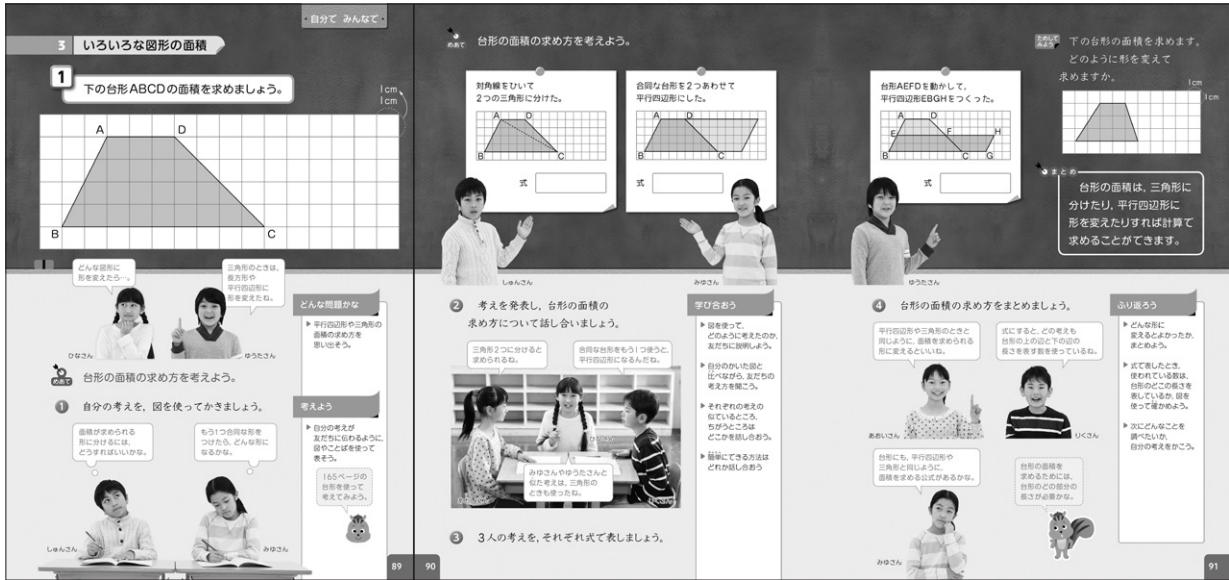 ・自分で みんなで・
3 いろいろな図形の面積
1
下の台形ABCDの面積を求めましょう。
1cm
1cm
A
D
B
C
どんな図形に
形を変えたら…。
三角形のときは、
長方形や
平行四辺形に
形を変えたね。
ひなさん
ゆうたさん
どんな問題かな
▶平行四辺形や三角形の
面積の求め方を
思い出そう。
めあて
台形の面積の求め方を考えよう。
1 自分の考えを、図を使ってかきましょう。
考えよう
▶自分の考えが
友だちに伝わるように、
図やことばを使って
表そう。
面積が求められる
形に分けるには、
どうすればいいかな。
もう1つ合同な形を
つけたら、どんな形に
なるかな。
165ページの
台形を使って
考えてみよう。
しゅんさん
みゆさん
89
めあて
台形の面積の求め方を考えよう。
対角線をひいて
2つの三角形に分けた。
A
D
B
C
式
しゅんさん
合同な台形を2つあわせて
平行四辺形にした。
A
D
B
C
式
みゆさん
2 考えを発表し、台形の面積の
求め方について話し合いましょう。
三角形2つに分けると
求められるね。
合同な台形をもう1つ使うと、
平行四辺形になるんだね。
みゆさんやゆうたさんと
似た考えは、三角形の
ときも使ったね。
学び合おう
▶図を使って、
どのように考えたのか、
友だちに説明しよう。
▶自分のかいた図と
比べながら、友だちの
考え方を聞こう。
▶それぞれの考えの
似ているところ、
ちがうところは
どこかを話し合おう。
▶簡単にできる方法は
どれか話し合おう
3 3人の考えを、それぞれ式で表しましょう。
90
台形AEFDを動かして、
平行四辺形EBGHをつくった。
A
D
E
F
H
B
C
G
式
ゆうたさん
ためして
みよう
下の台形の面積を求めます。
どのように形を変えて
求めますか。
1cm
1cm
まとめ
台形の面積は、三角形に
分けたり、平行四辺形に
形を変えたりすれば計算で
求めることができます。
4 台形の面積の求め方をまとめましょう。
平行四辺形や三角形のときと
同じように、面積を求められる
形に変えるといいね。
式にすると、どの考えも
台形の上の辺と下の辺の
長さを表す数を使っているね。
あおいさん
りくさん
台形にも、平行四辺形や
三角形と同じように、
面積を求める公式があるかな。
台形の面積を
求めるためには、
台形のどの部分の
長さが必要かな。
みゆさん
ふり返ろう
▶どんな形に
変えるとよかったか、
まとめよう。
▶式で表したとき、
使われている数は、
台形のどこの長さを
表しているか、図を
使って確かめよう。
▶次にどんなことを
調べたいか、
自分の考えをかこう。
91